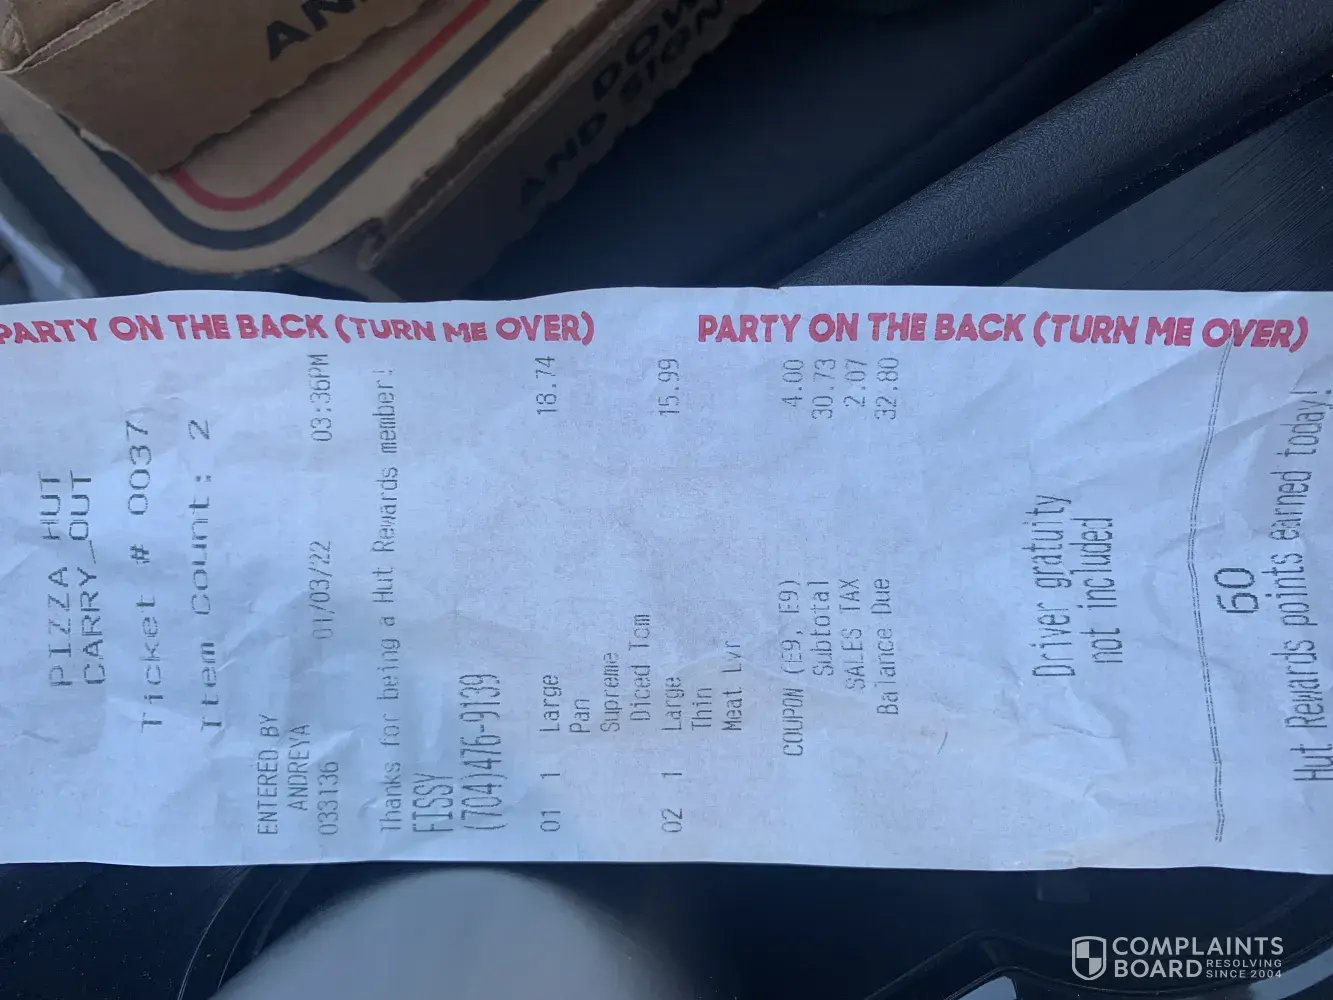 AN
DOW
AND SIGN
PARTY ON THE BACK (TURN ME OVER)
PARTY ON THE BACK (TURN ME OVER)
PIZZA HUT
CARRY_OUT
Ticket # 0037
Item Count: 2
ENTERED BY
ANDREYA
033136 01/03/22 03:36PM
Thanks for being a Hut Rewards member!
FISSY
(704)476-9139
01 1 Large 18.74
Pan
Supreme
Diced Tom
02 1 Large 15.99
Thin
Meat Lvr
COUPON (E9, E9) 4.00
Subtotal 30.73
SALES TAX 2.07
Balance Due 32.80
Driver gratuity
not included
60
Hut Rewards points earned today!
COMPLAINTS
BOARD RESOLVING
SINCE 2004